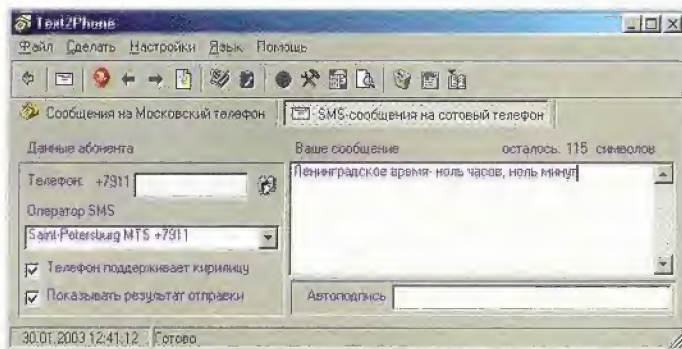 Text2Phone
Файл Сделать Настройки Язык Помощь
Сообщения на Московский телефон SMS-сообщения на сотовый телефон
Данные абонента
Телефон: +7911
Оператор SMS
Saint-Petersburg MTS +7911
Телефон поддерживает кирилицу
Показывать результат отправки
Ваше сообщение осталось: 115 символов
Ленинградское время- ноль часов, ноль минут
Автоподпись
30.01.2003 12:41:12 Готово